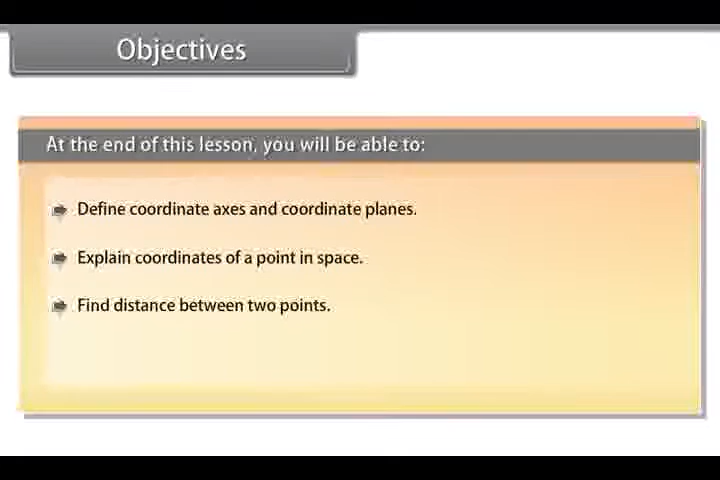 Objectives
At the end of this lesson, you will be able to:
Define coordinate axes and coordinate planes.
Explain coordinates of a point in space.
Find distance between two points.